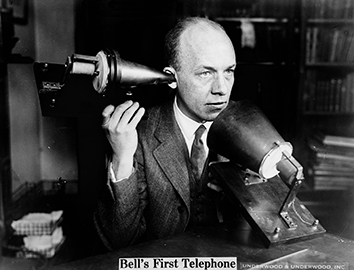 Bell's First Telephone
UNDERWOOD & UNDERWOOD, INC.